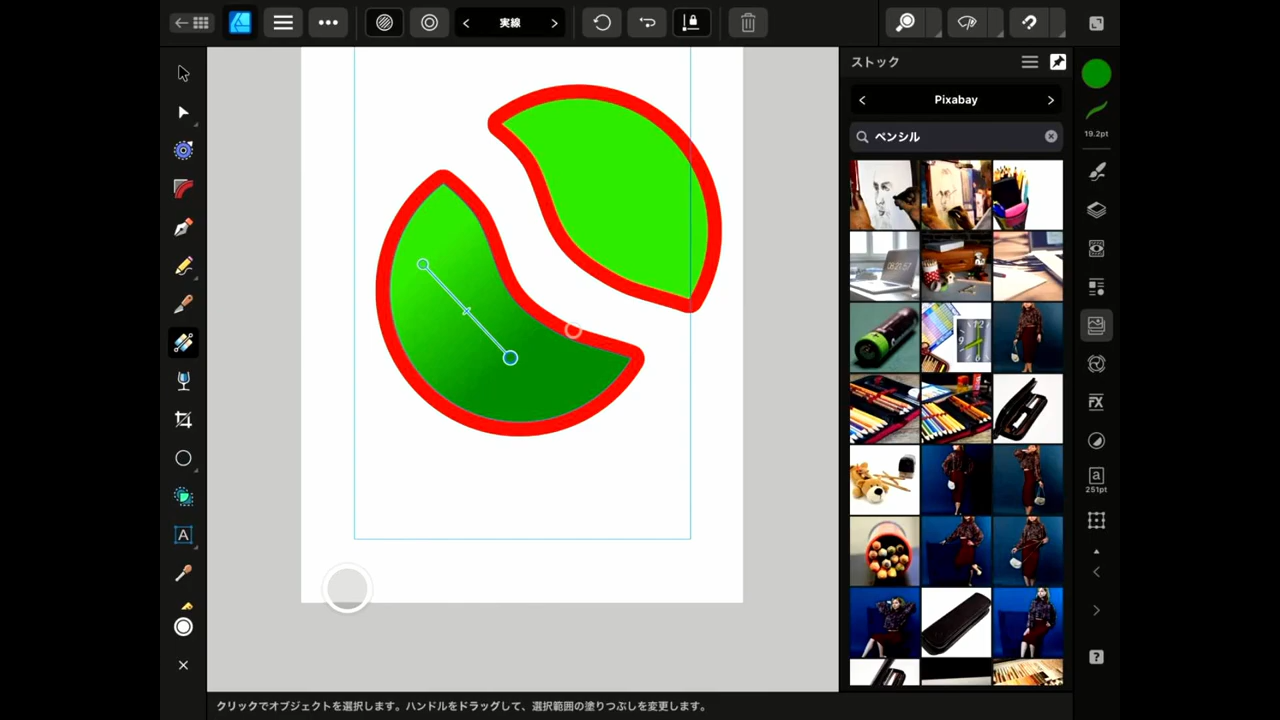 実線
ストック
Pixabay
ペンシル
19.2pt
FX
a
251pt
A
?
クリックでオブジェクトを選択します。ハンドルをドラッグして、選択範囲の塗りつぶしを変更します。